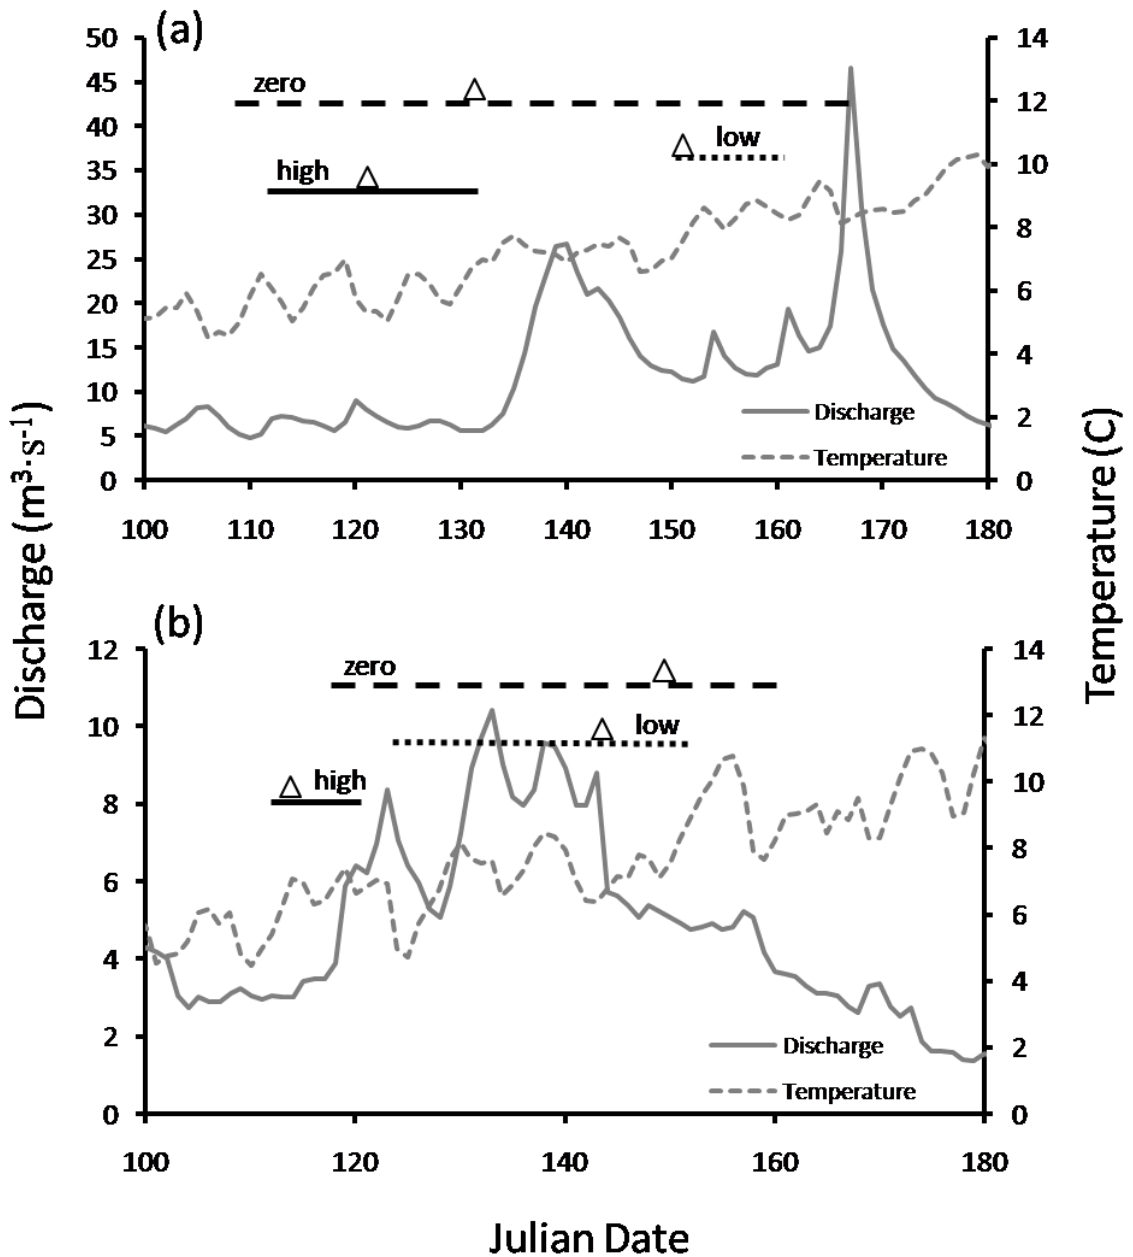 (a)
50
45
40
35
30
25
20
15
10
5
0
14
12
10
8
6
4
2
0
zero
low
high
Discharge
Temperature
100 110 120 130 140 150 160 170 180
Discharge (m³·s⁻¹)
Temperature (C)
(b)
12
10
8
6
4
2
0
14
12
10
8
6
4
2
0
zero
low
high
Discharge
Temperature
100 120 140 160 180
Julian Date